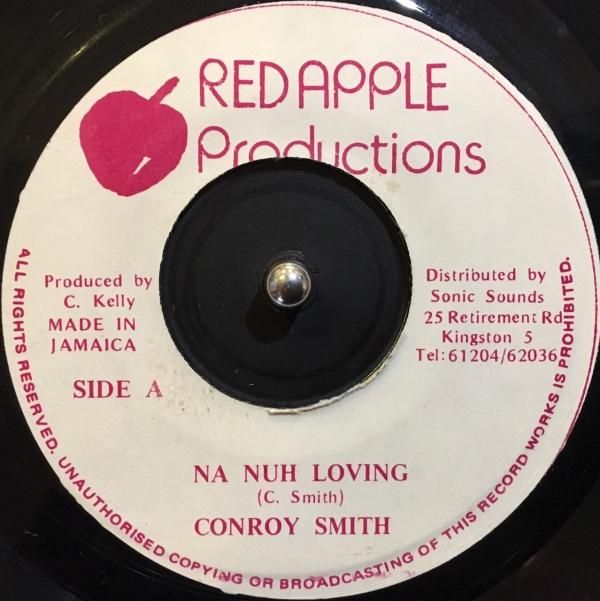 RED APPLE
Productions
Produced by
C. Kelly
MADE IN
JAMAICA
Distributed by
Sonic Sounds
25 Retirement Rd
Kingston 5
Tel:61204/62036
SIDE A
NA NUH LOVING
(C. Smith)
CONROY SMITH
ALL RIGHTS RESERVED. UNAUTHORISED COPYING OR BROADCASTING OF THIS RECORD WORKS IS PROHIBITED.